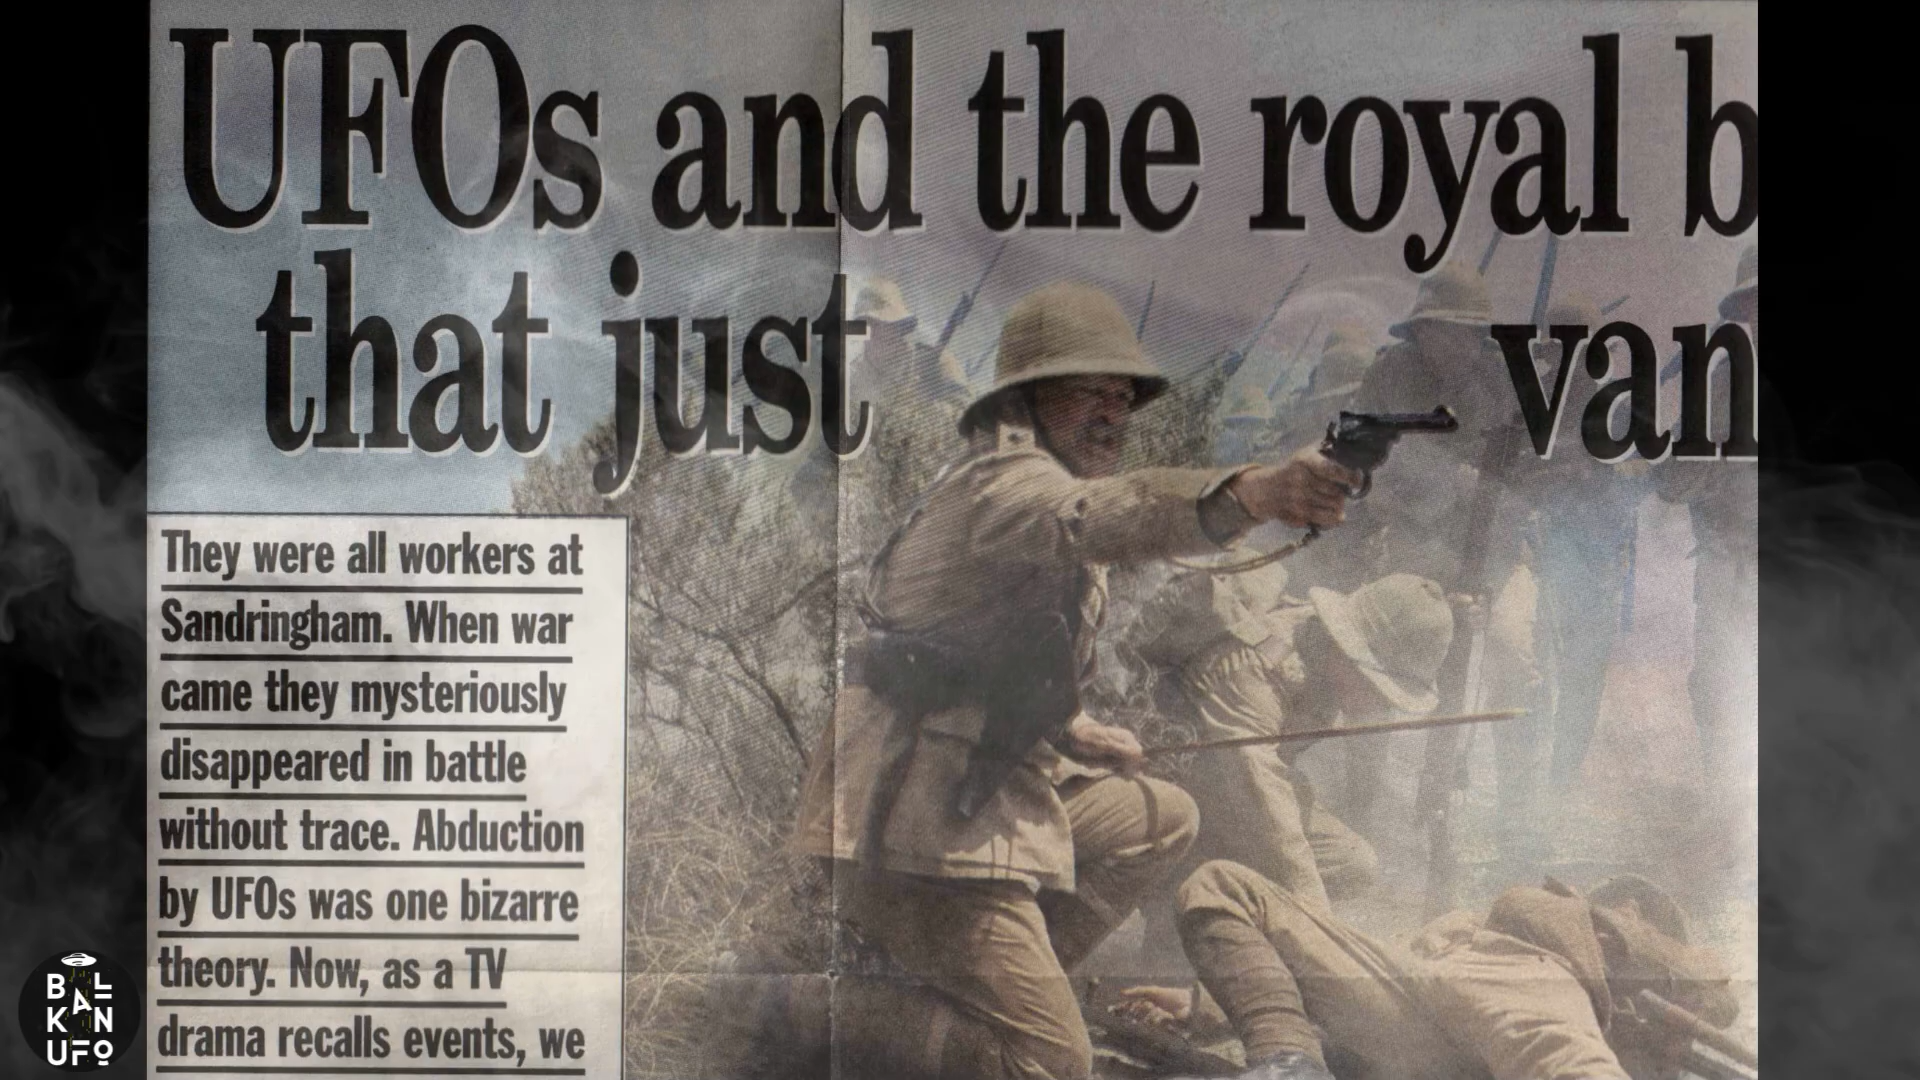 UFOs and the royal b
that just van
They were all workers at
Sandringham. When war
came they mysteriously
disappeared in battle
without trace. Abduction
by UFOs was one bizarre
theory. Now, as a TV
drama recalls events, we
BALKAN UFO